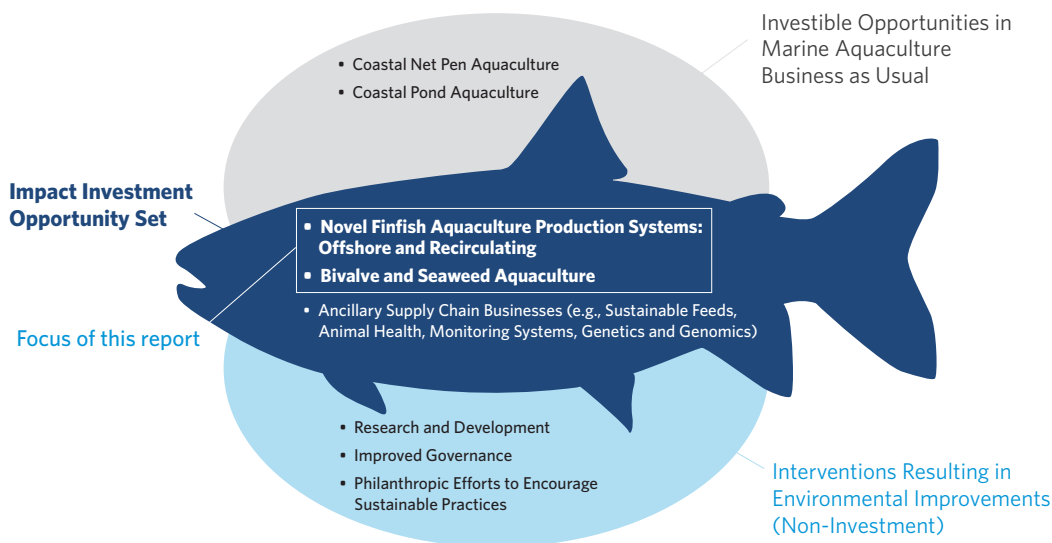 Investible Opportunities in
Marine Aquaculture
Business as Usual
• Coastal Net Pen Aquaculture
• Coastal Pond Aquaculture
Impact Investment
Opportunity Set
• Novel Finfish Aquaculture Production Systems:
Offshore and Recirculating
• Bivalve and Seaweed Aquaculture
• Ancillary Supply Chain Businesses (e.g., Sustainable Feeds,
Animal Health, Monitoring Systems, Genetics and Genomics)
Focus of this report
• Research and Development
• Improved Governance
• Philanthropic Efforts to Encourage
Sustainable Practices
Interventions Resulting in
Environmental Improvements
(Non-Investment)